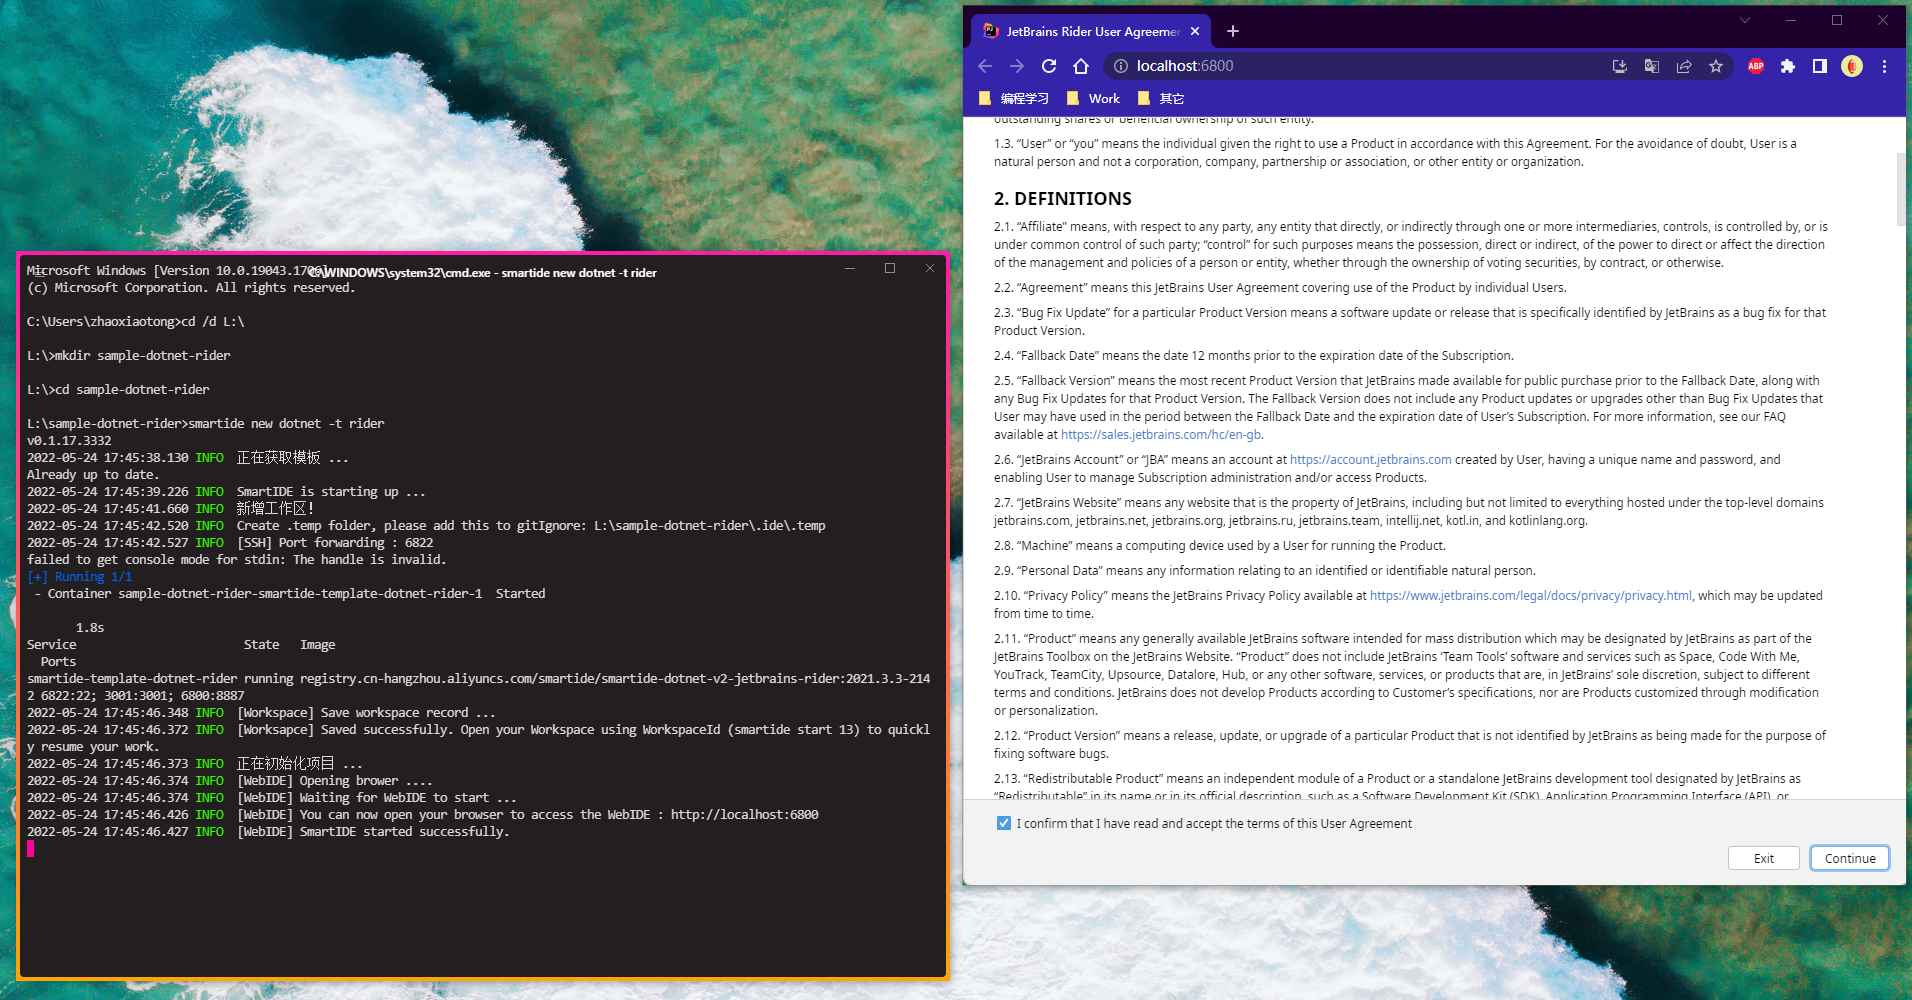 Microsoft Windows [Version 10.0.19043.1706]
C:\WINDOWS\system32\cmd.exe - smartide new dotnet -t rider
(c) Microsoft Corporation. All rights reserved.
C:\Users\zhaoxiaotong>cd /d L:\
L:\>mkdir sample-dotnet-rider
L:\>cd sample-dotnet-rider
L:\sample-dotnet-rider>smartide new dotnet -t rider
v0.1.17.3332
2022-05-24 17:45:38.130 INFO 正在获取模板 ...
Already up to date.
2022-05-24 17:45:39.226 INFO SmartIDE is starting up ...
2022-05-24 17:45:41.660 INFO 新增工作区!
2022-05-24 17:45:42.520 INFO Create .temp folder, please add this to gitIgnore: L:\sample-dotnet-rider\.ide\.temp
2022-05-24 17:45:42.527 INFO [SSH] Port forwarding : 6822
failed to get console mode for stdin: The handle is invalid.
[+] Running 1/1
- Container sample-dotnet-rider-smartide-template-dotnet-rider-1 Started
1.8s
Service State Image
Ports
smartide-template-dotnet-rider running registry.cn-hangzhou.aliyuncs.com/smartide/smartide-dotnet-v2-jetbrains-rider:2021.3.3-214
2 6822:22; 3001:3001; 6800:8887
2022-05-24 17:45:46.348 INFO [Workspace] Save workspace record ...
2022-05-24 17:45:46.372 INFO [Worksapce] Saved successfully. Open your Workspace using WorkspaceId (smartide start 13) to quickl
y resume your work.
2022-05-24 17:45:46.373 INFO 正在初始化项目 ...
2022-05-24 17:45:46.374 INFO [WebIDE] Opening brower ....
2022-05-24 17:45:46.374 INFO [WebIDE] Waiting for WebIDE to start ...
2022-05-24 17:45:46.426 INFO [WebIDE] You can now open your browser to access the WebIDE : http://localhost:6800
2022-05-24 17:45:46.427 INFO [WebIDE] SmartIDE started successfully.
JetBrains Rider User Agreemen
localhost:6800
ABP
编程学习 Work 其它
outstanding shares or beneficial ownership of such entity.
1.3. “User” or “you” means the individual given the right to use a Product in accordance with this Agreement. For the avoidance of doubt, User is a
natural person and not a corporation, company, partnership or association, or other entity or organization.
2. DEFINITIONS
2.1. “Affiliate” means, with respect to any party, any entity that directly, or indirectly through one or more intermediaries, controls, is controlled by, or is
under common control of such party; “control” for such purposes means the possession, direct or indirect, of the power to direct or affect the direction
of the management and policies of a person or entity, whether through the ownership of voting securities, by contract, or otherwise.
2.2. “Agreement” means this JetBrains User Agreement covering use of the Product by individual Users.
2.3. “Bug Fix Update” for a particular Product Version means a software update or release that is specifically identified by JetBrains as a bug fix for that
Product Version.
2.4. “Fallback Date” means the date 12 months prior to the expiration date of the Subscription.
2.5. “Fallback Version” means the most recent Product Version that JetBrains made available for public purchase prior to the Fallback Date, along with
any Bug Fix Updates for that Product Version. The Fallback Version does not include any Product updates or upgrades other than Bug Fix Updates that
User may have used in the period between the Fallback Date and the expiration date of User’s Subscription. For more information, see our FAQ
available at https://sales.jetbrains.com/hc/en-gb.
2.6. “JetBrains Account” or “JBA” means an account at https://account.jetbrains.com created by User, having a unique name and password, and
enabling User to manage Subscription administration and/or access Products.
2.7. “JetBrains Website” means any website that is the property of JetBrains, including but not limited to everything hosted under the top-level domains
jetbrains.com, jetbrains.net, jetbrains.org, jetbrains.ru, jetbrains.team, intellij.net, kotl.in, and kotlinlang.org.
2.8. “Machine” means a computing device used by a User for running the Product.
2.9. “Personal Data” means any information relating to an identified or identifiable natural person.
2.10. “Privacy Policy” means the JetBrains Privacy Policy available at https://www.jetbrains.com/legal/docs/privacy/privacy.html, which may be updated
from time to time.
2.11. “Product” means any generally available JetBrains software intended for mass distribution which may be designated by JetBrains as part of the
JetBrains Toolbox on the JetBrains Website. “Product” does not include JetBrains ‘Team Tools’ software and services such as Space, Code With Me,
YouTrack, TeamCity, Upsource, Datalore, Hub, or any other software, services, or products that are, in JetBrains’ sole discretion, subject to different
terms and conditions. JetBrains does not develop Products according to Customer’s specifications, nor are Products customized through modification
or personalization.
2.12. “Product Version” means a release, update, or upgrade of a particular Product that is not identified by JetBrains as being made for the purpose of
fixing software bugs.
2.13. “Redistributable Product” means an independent module of a Product or a standalone JetBrains development tool designated by JetBrains as
“Redistributable” in its name or in its official description, such as a Software Development Kit (SDK), Application Programming Interface (API), or
I confirm that I have read and accept the terms of this User Agreement
Exit Continue